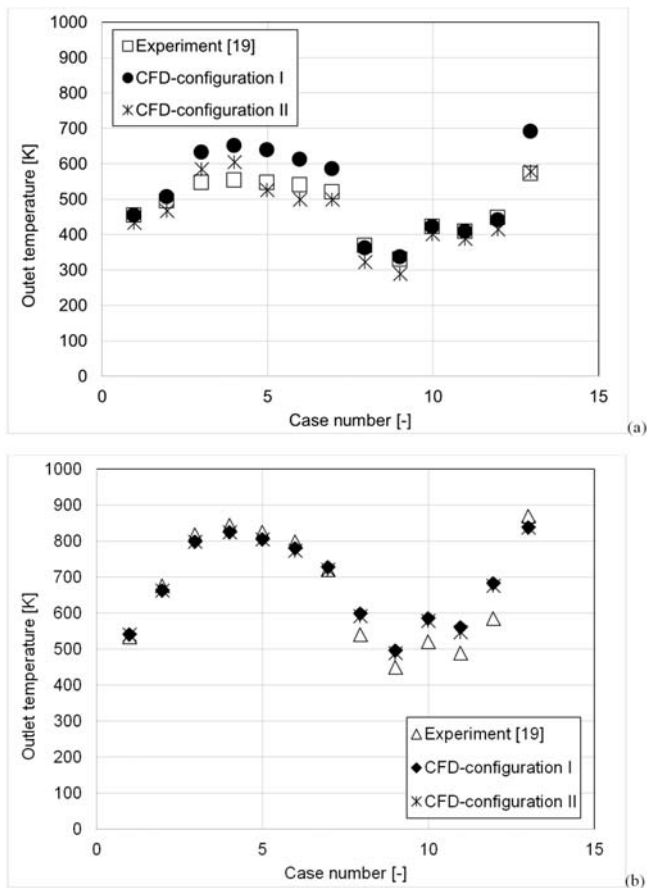 1000
900
800
700
600
500
400
300
200
100
0
Outet temperature [K]
Experiment [19]
CFD-configuration I
CFD-configuration II
0
5
10
15
Case number [-]
(a)
1000
900
800
700
600
500
400
300
200
100
0
Outlet temperature [K]
Experiment [19]
CFD-configuration I
CFD-configuration II
0
5
10
15
Case number [-]
(b)